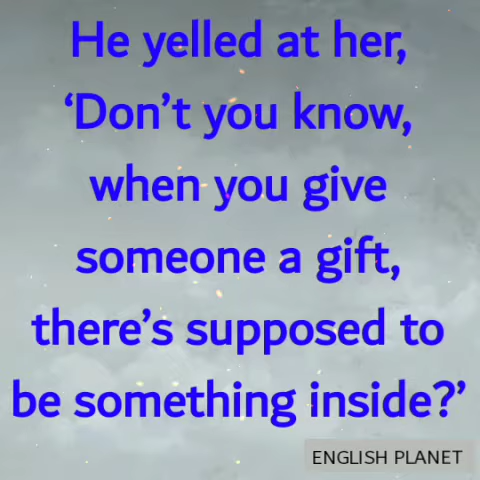 He yelled at her,
‘Don’t you know,
when you give
someone a gift,
there’s supposed to
be something inside?’
ENGLISH PLANET